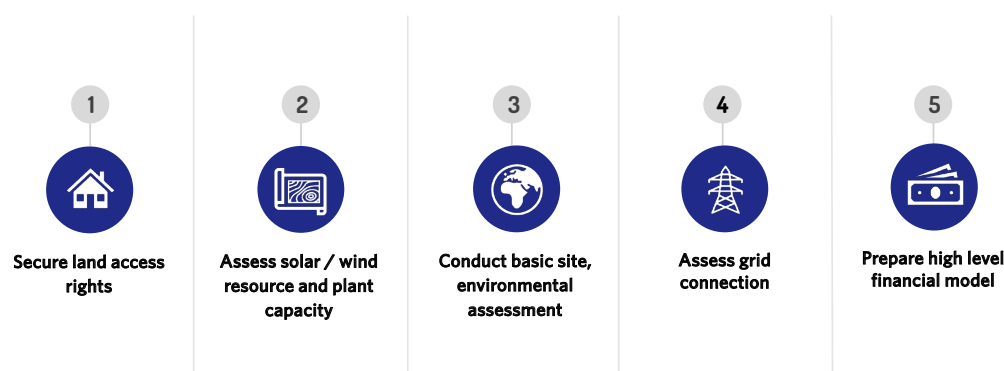 1
Secure land access
rights
2
Assess solar / wind
resource and plant
capacity
3
Conduct basic site,
environmental
assessment
4
Assess grid
connection
5
Prepare high level
financial model